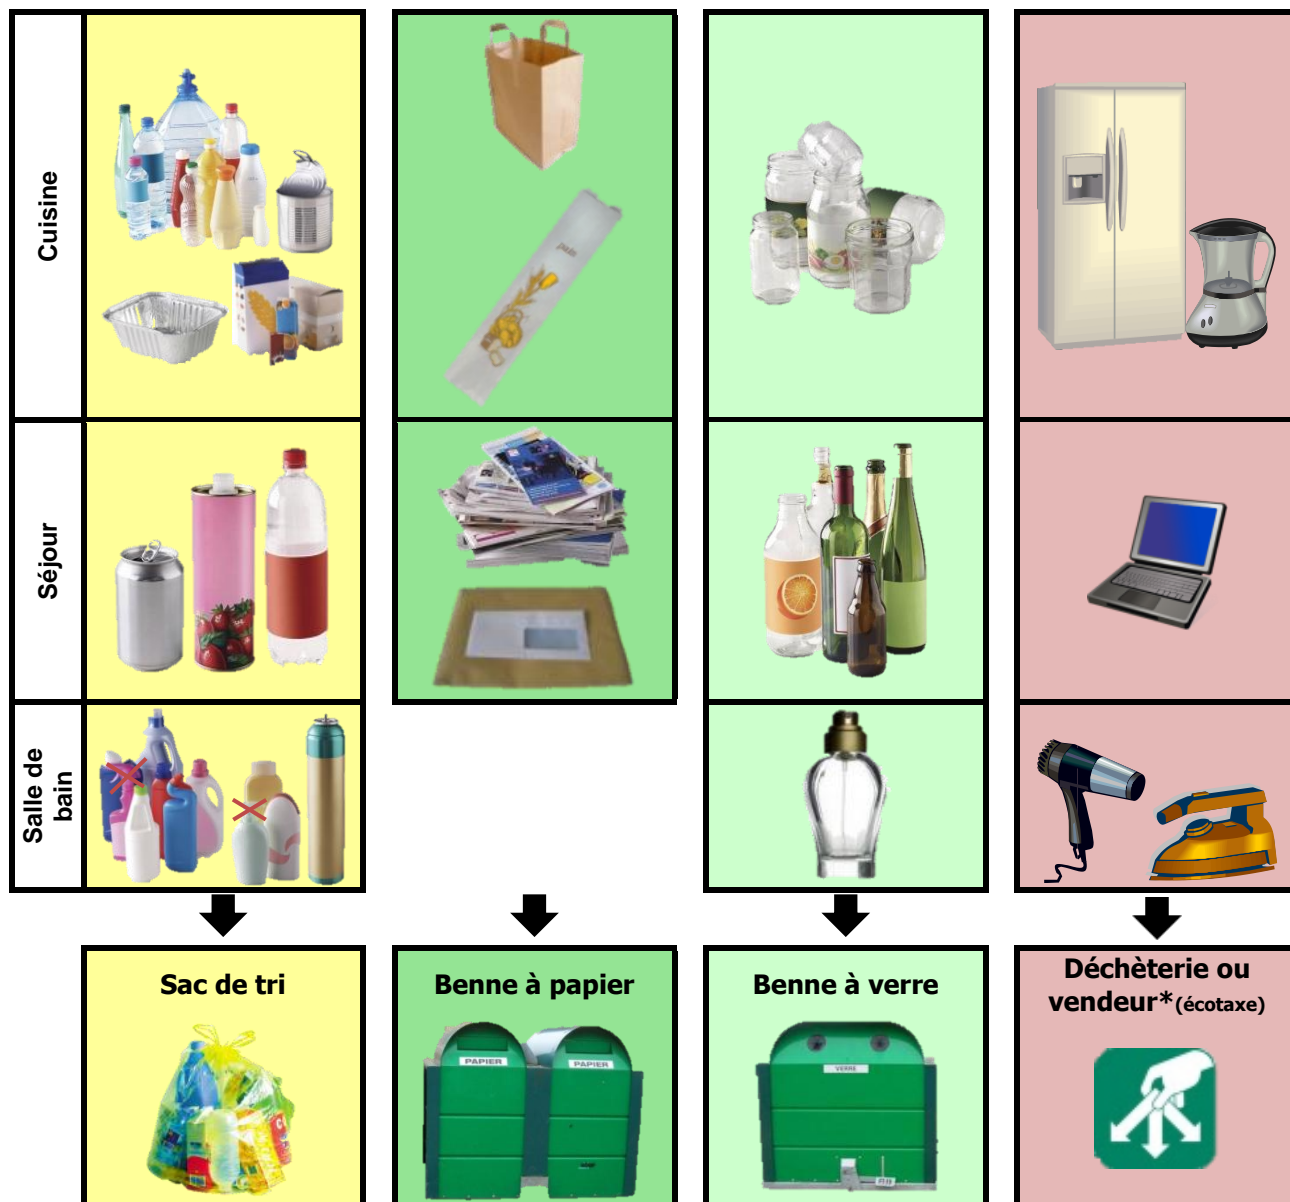 Cuisine
pain
Séjour
Salle de
bain
Sac de tri
Benne à papier
PAPIER
PAPIER
Benne à verre
VERRE
Déchèterie ou
vendeur*(écotaxe)